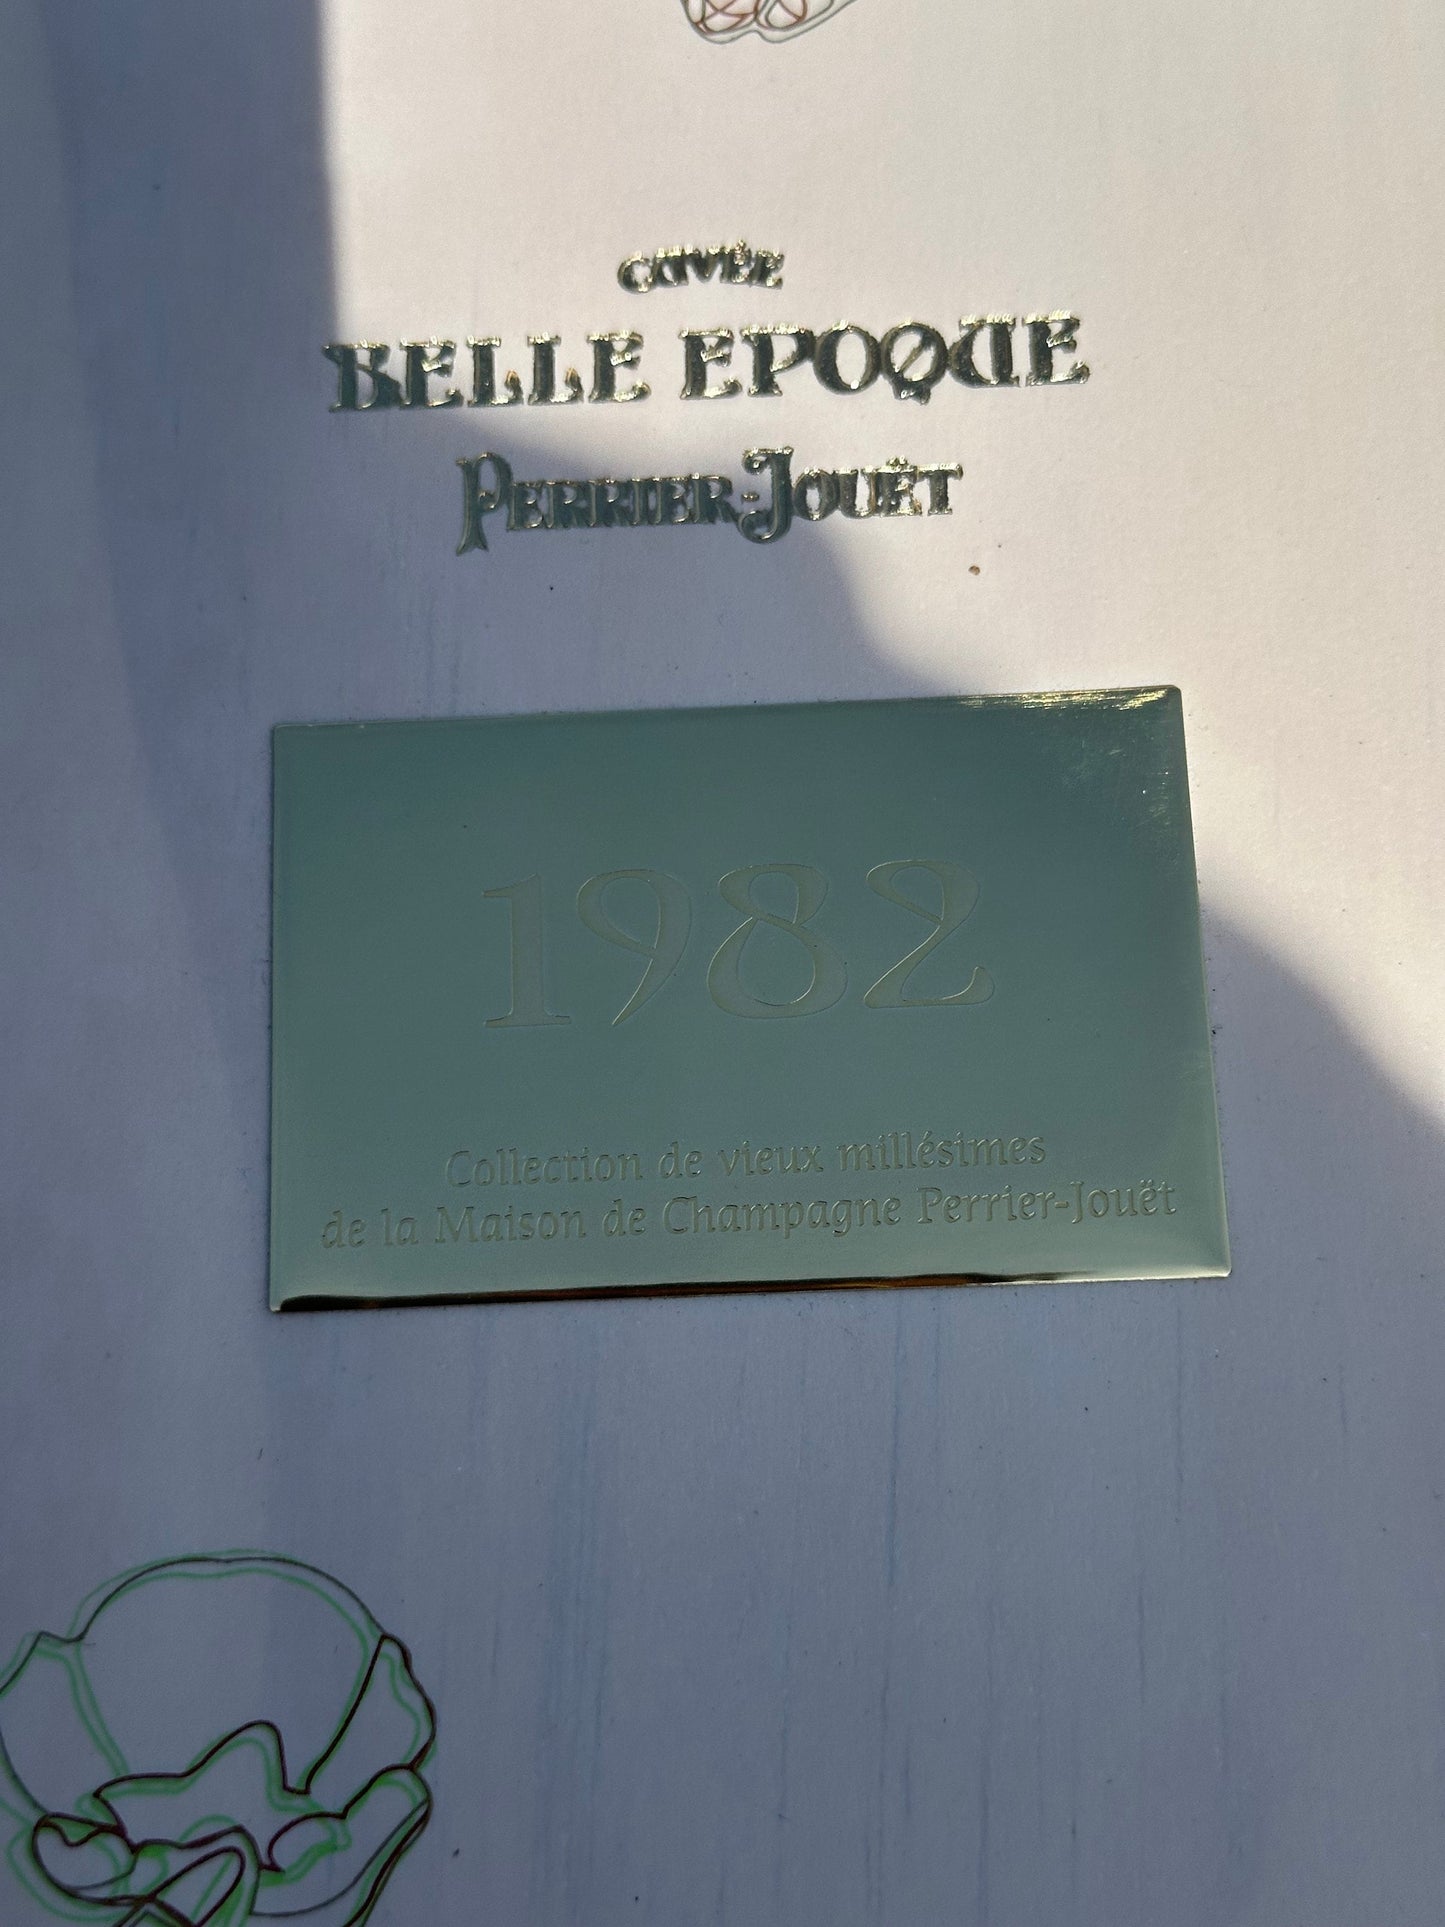 CUVÉE
BELLE EPOQUE
PERRIER-JOUËT
1982
Collection de vieux millésimes
de la Maison de Champagne Perrier-Jouët